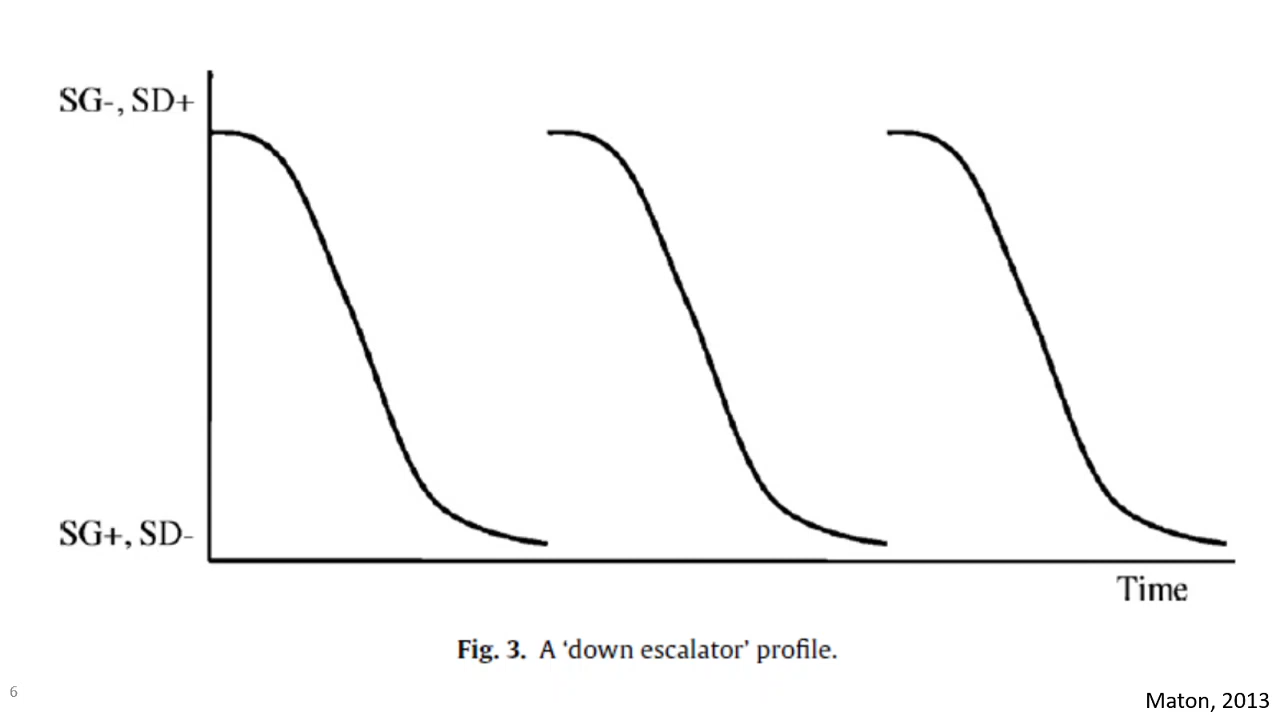 SG-, SD+
SG+, SD-
Time
Fig. 3. A ‘down escalator’ profile.
6
Maton, 2013